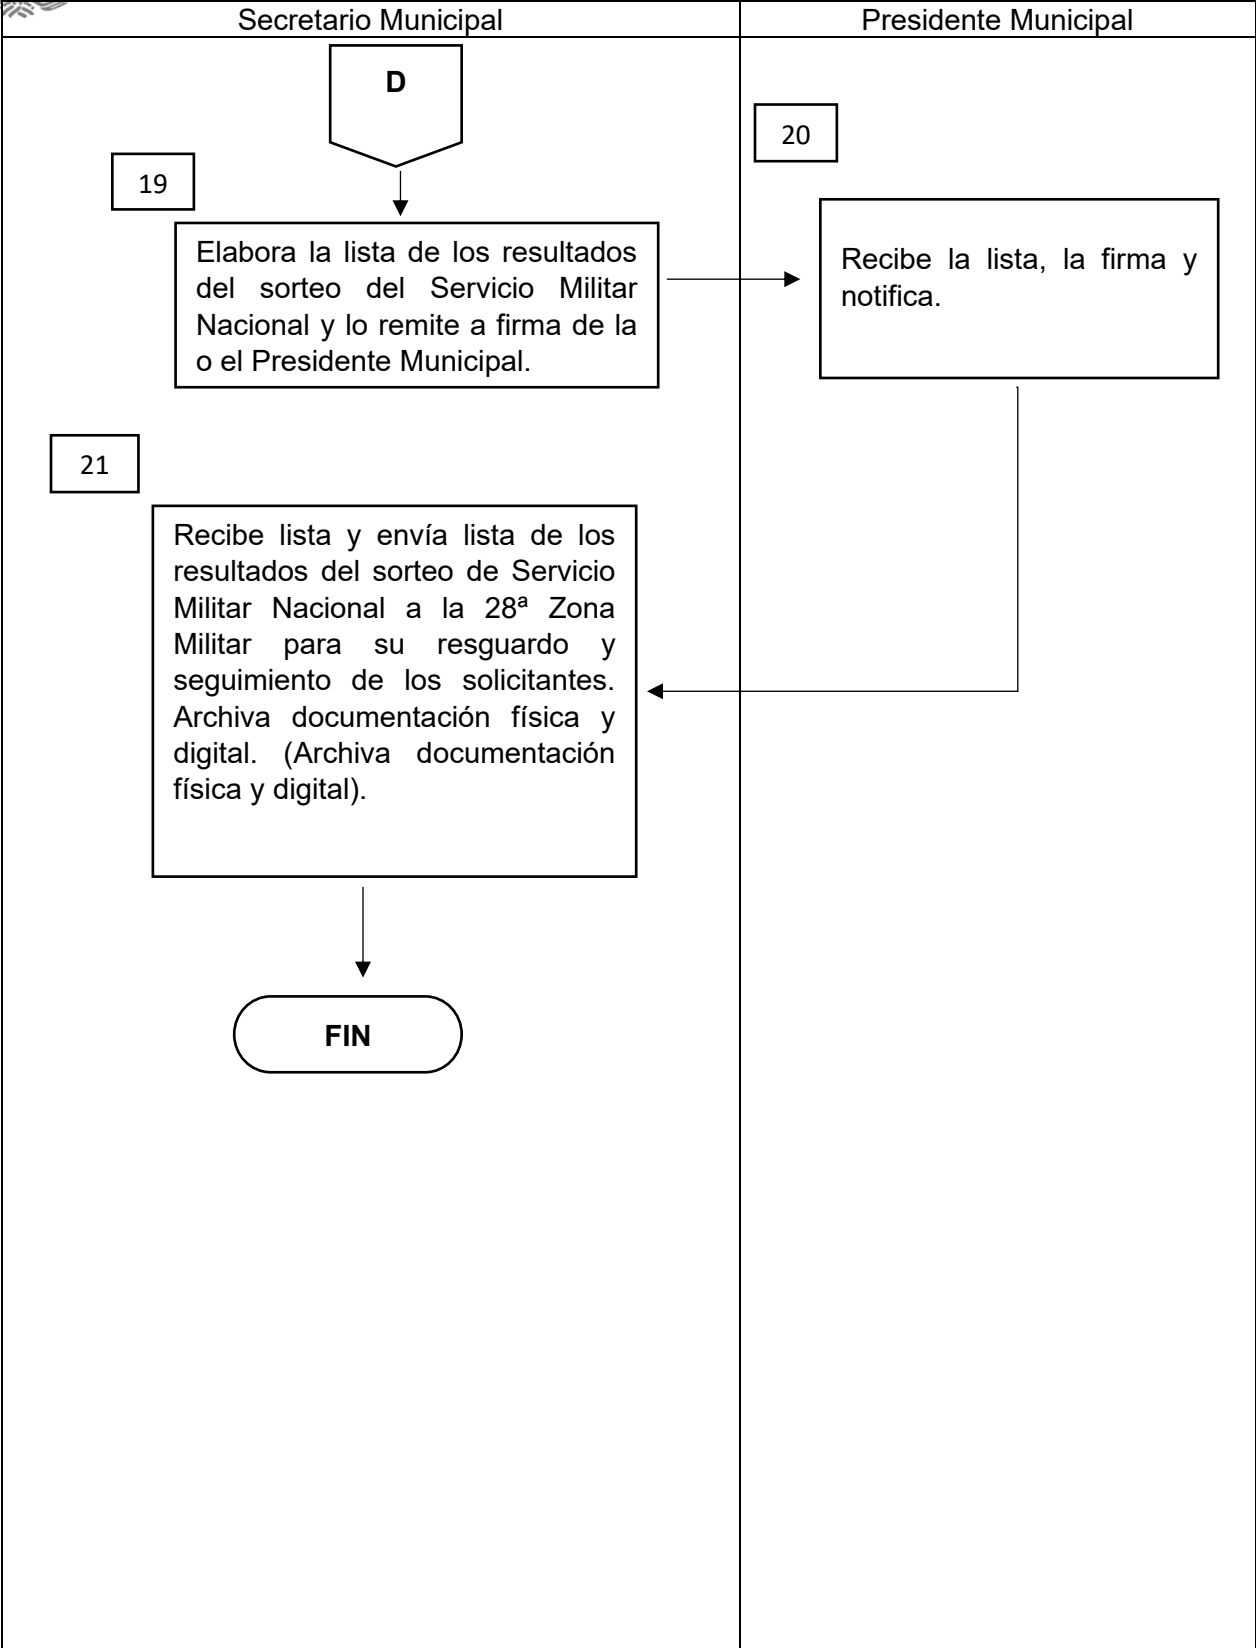 Secretario Municipal
Presidente Municipal
D
19
Elabora la lista de los resultados
del sorteo del Servicio Militar
Nacional y lo remite a firma de la
o el Presidente Municipal.
20
Recibe la lista, la firma y
notifica.
21
Recibe lista y envía lista de los
resultados del sorteo de Servicio
Militar Nacional a la 28ª Zona
Militar para su resguardo y
seguimiento de los solicitantes.
Archiva documentación física y
digital. (Archiva documentación
física y digital).
FIN